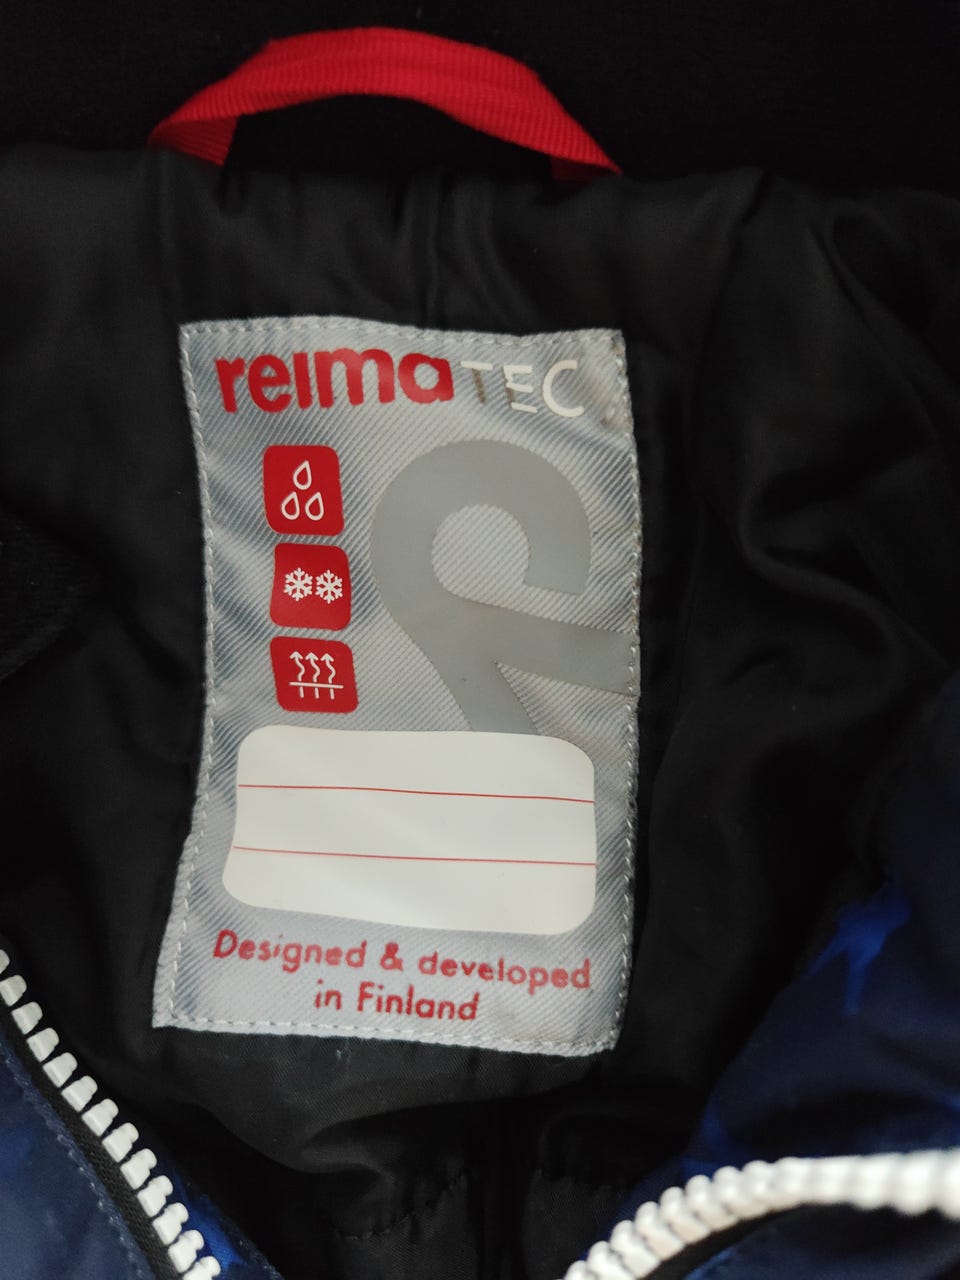 reimaTEC
Designed & developed
in Finland